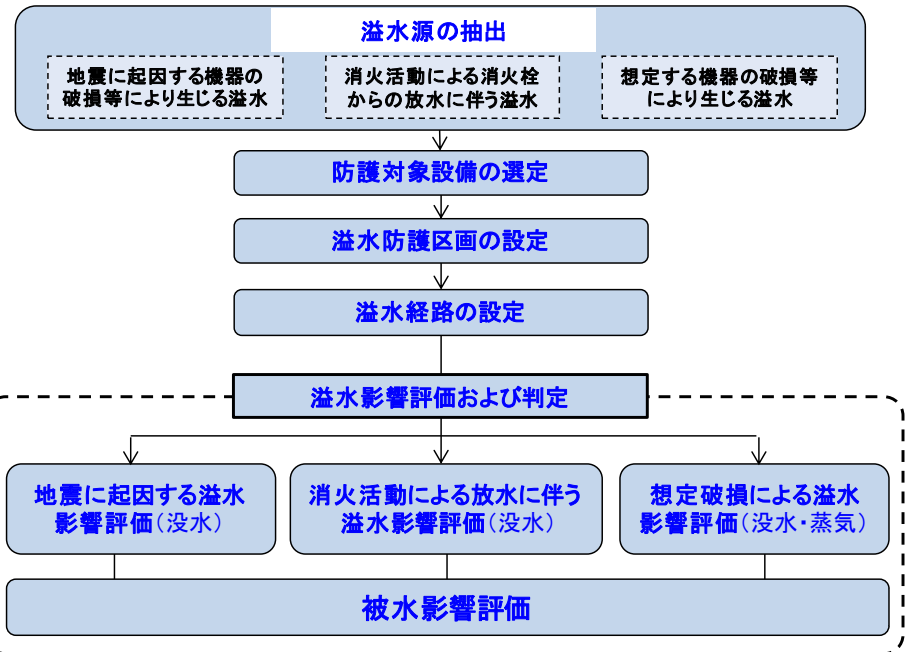 溢水源の抽出
地震に起因する機器の
破損等により生じる溢水
消火活動による消火栓
からの放水に伴う溢水
想定する機器の破損等
により生じる溢水
防護対象設備の選定
溢水防護区画の設定
溢水経路の設定
溢水影響評価および判定
地震に起因する溢水
影響評価(没水)
消火活動による放水に伴う
溢水影響評価(没水)
想定破損による溢水
影響評価(没水・蒸気)
被水影響評価